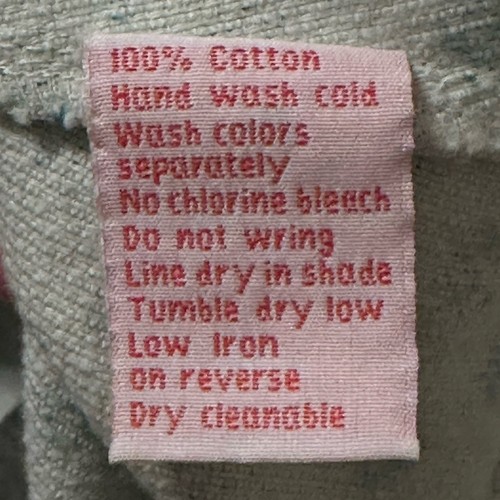 100% Cotton
Hand wash cold
Wash colors
separately
No chlorine bleach
Do not wring
Line dry in shade
Tumble dry low
Low Iron
on reverse
Dry cleanable